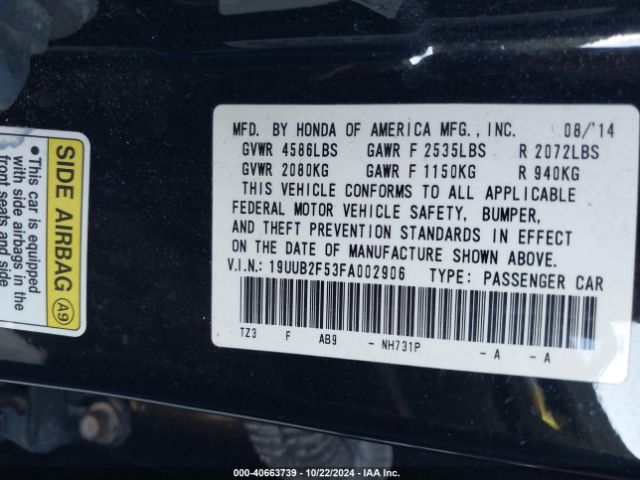 SIDE AIRBAG A9
•This car is equipped
with side airbags in the
front seats and side
MFD. BY HONDA OF AMERICA MFG., INC. 08/'14
GVWR 4586LBS GAWR F 2535LBS R 2072LBS
GVWR 2080KG GAWR F 1150KG R 940KG
THIS VEHICLE CONFORMS TO ALL APPLICABLE
FEDERAL MOTOR VEHICLE SAFETY, BUMPER,
AND THEFT PREVENTION STANDARDS IN EFFECT
ON THE DATE OF MANUFACTURE SHOWN ABOVE.
V.I.N.: 19UUB2F53FA002906 TYPE: PASSENGER CAR
TZ3 F AB9 - NH731P - A - A
000-40663739 - 10/22/2024 - IAA Inc.